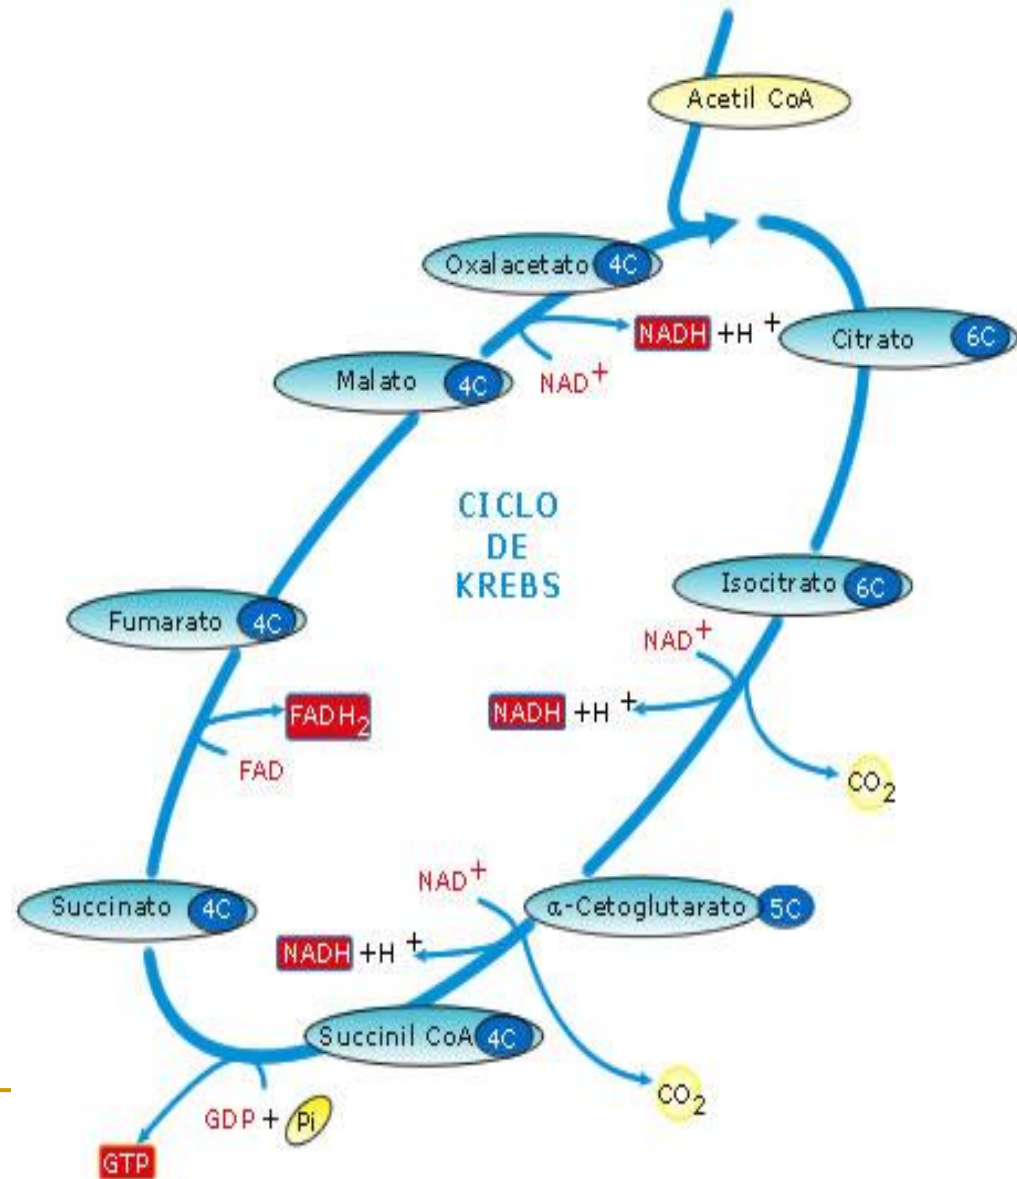 Acetil CoA
Oxalacetato 4C
NADH +H +
Citrato 6C
Malato 4C
NAD+
CICLO
DE
KREBS
Isocitrato 6C
Fumarato 4C
NAD+
NADH +H +
FADH2
FAD
CO2
NAD+
Succinato 4C
α-Cetoglutarato 5C
NADH +H +
Succinil CoA 4C
CO2
GDP + Pi
GTP